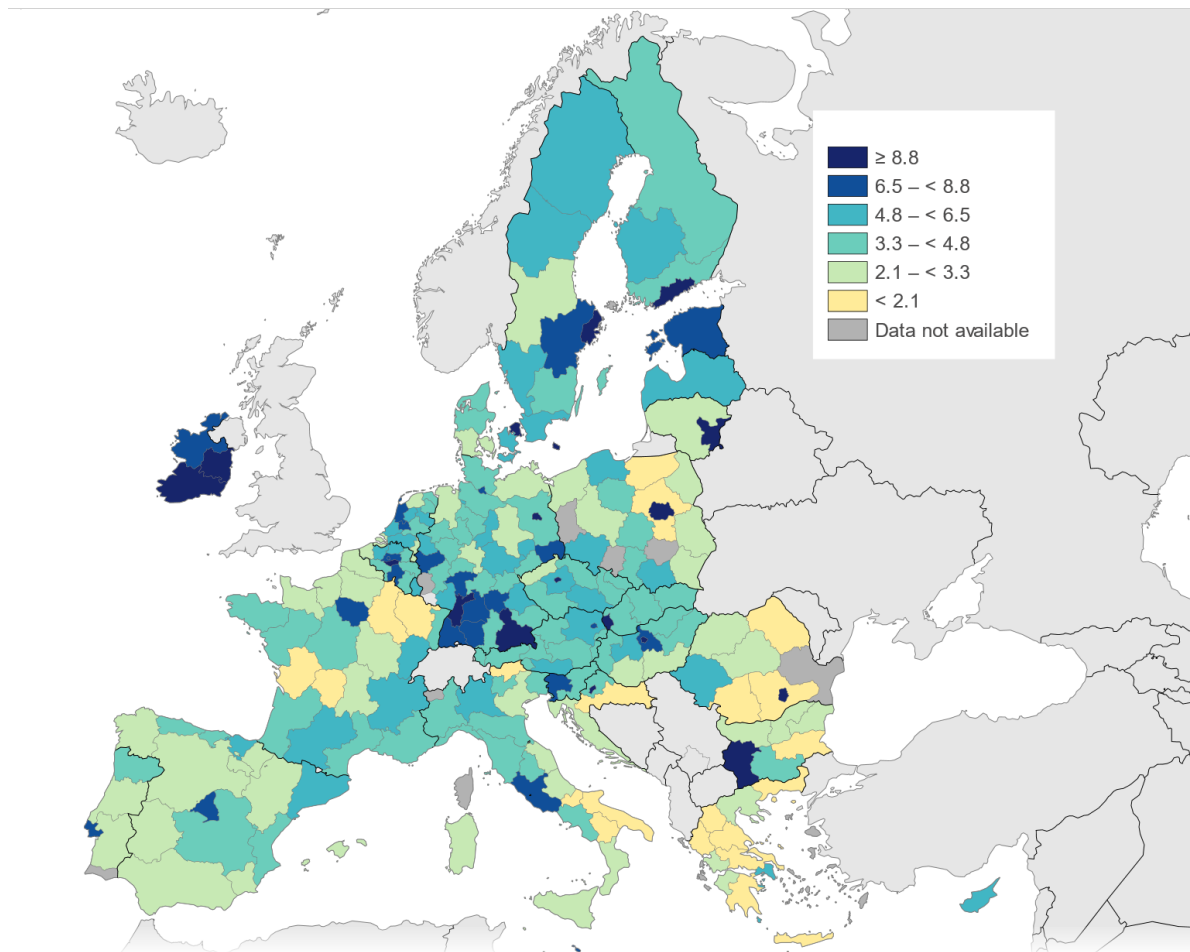 ≥ 8.8
6.5 – < 8.8
4.8 – < 6.5
3.3 – < 4.8
2.1 – < 3.3
< 2.1
Data not available